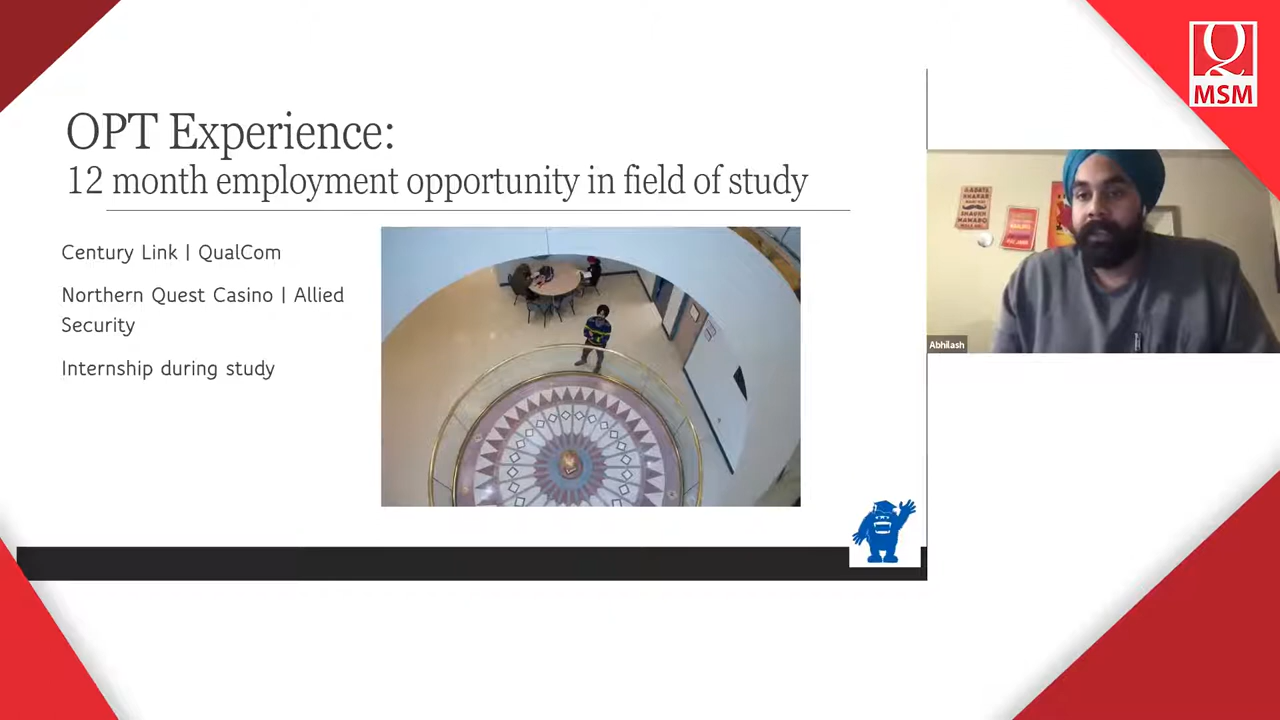 OPT Experience:
12 month employment opportunity in field of study
Century Link | QualCom
Northern Quest Casino | Allied
Security
Internship during study
MSM
Abhilash